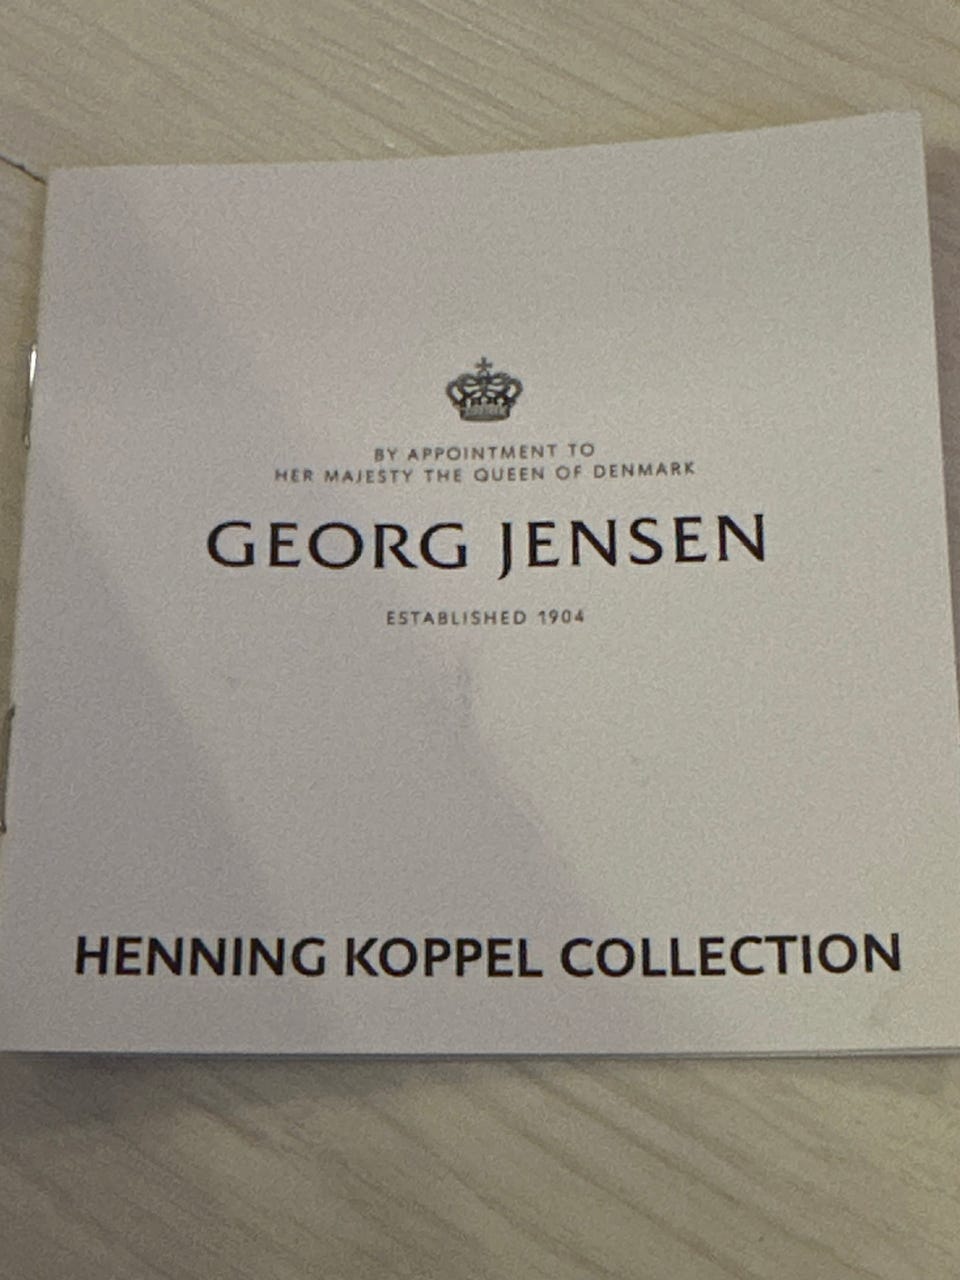 BY APPOINTMENT TO
HER MAJESTY THE QUEEN OF DENMARK
GEORG JENSEN
ESTABLISHED 1904
HENNING KOPPEL COLLECTION